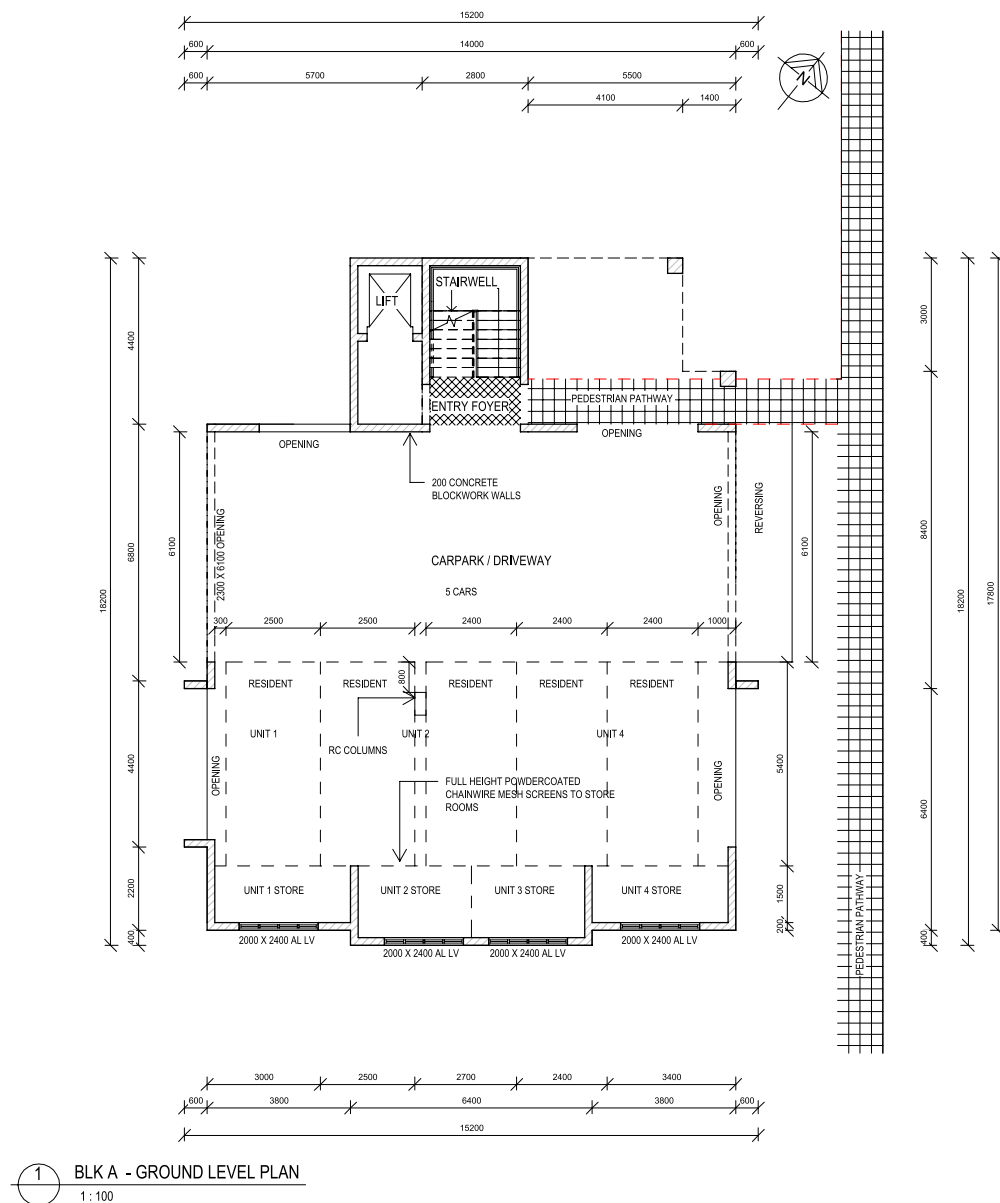 15200
600
14000
600
600
5700
2800
5500
4100
1400
N
STAIRWELL
LIFT
ENTRY FOYER
PEDESTRIAN PATHWAY
OPENING
OPENING
200 CONCRETE
BLOCKWORK WALLS
OPENING
REVERSING
2300 X 6100 OPENING
CARPARK / DRIVEWAY
5 CARS
300
2500
2500
2400
2400
2400
1000
800
RESIDENT
RESIDENT
RESIDENT
RESIDENT
RESIDENT
UNIT 1
UNIT 2
UNIT 4
RC COLUMNS
OPENING
OPENING
FULL HEIGHT POWDERCOATED
CHAINWIRE MESH SCREENS TO STORE
ROOMS
UNIT 1 STORE
UNIT 2 STORE
UNIT 3 STORE
UNIT 4 STORE
2000 X 2400 AL LV
2000 X 2400 AL LV
2000 X 2400 AL LV
2000 X 2400 AL LV
PEDESTRIAN PATHWAY
18200
4400
6800
4400
2200
400
6100
6100
5400
1500
200
3000
8400
6400
400
18200
17800
3000
2500
2700
2400
3400
600
3800
6400
3800
600
15200
1
BLK A - GROUND LEVEL PLAN
1 : 100